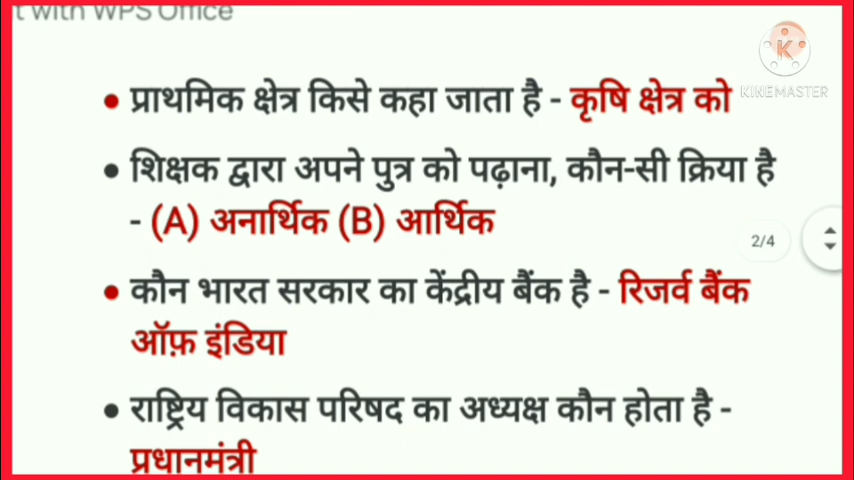 t with WPS Office
KINEMASTER
• प्राथमिक क्षेत्र किसे कहा जाता है - कृषि क्षेत्र को
• शिक्षक द्वारा अपने पुत्र को पढ़ाना, कौन-सी क्रिया है
- (A) अनार्थिक (B) आर्थिक
2/4
• कौन भारत सरकार का केंद्रीय बैंक है - रिजर्व बैंक
ऑफ़ इंडिया
• राष्ट्रिय विकास परिषद का अध्यक्ष कौन होता है -
प्रधानमंत्री